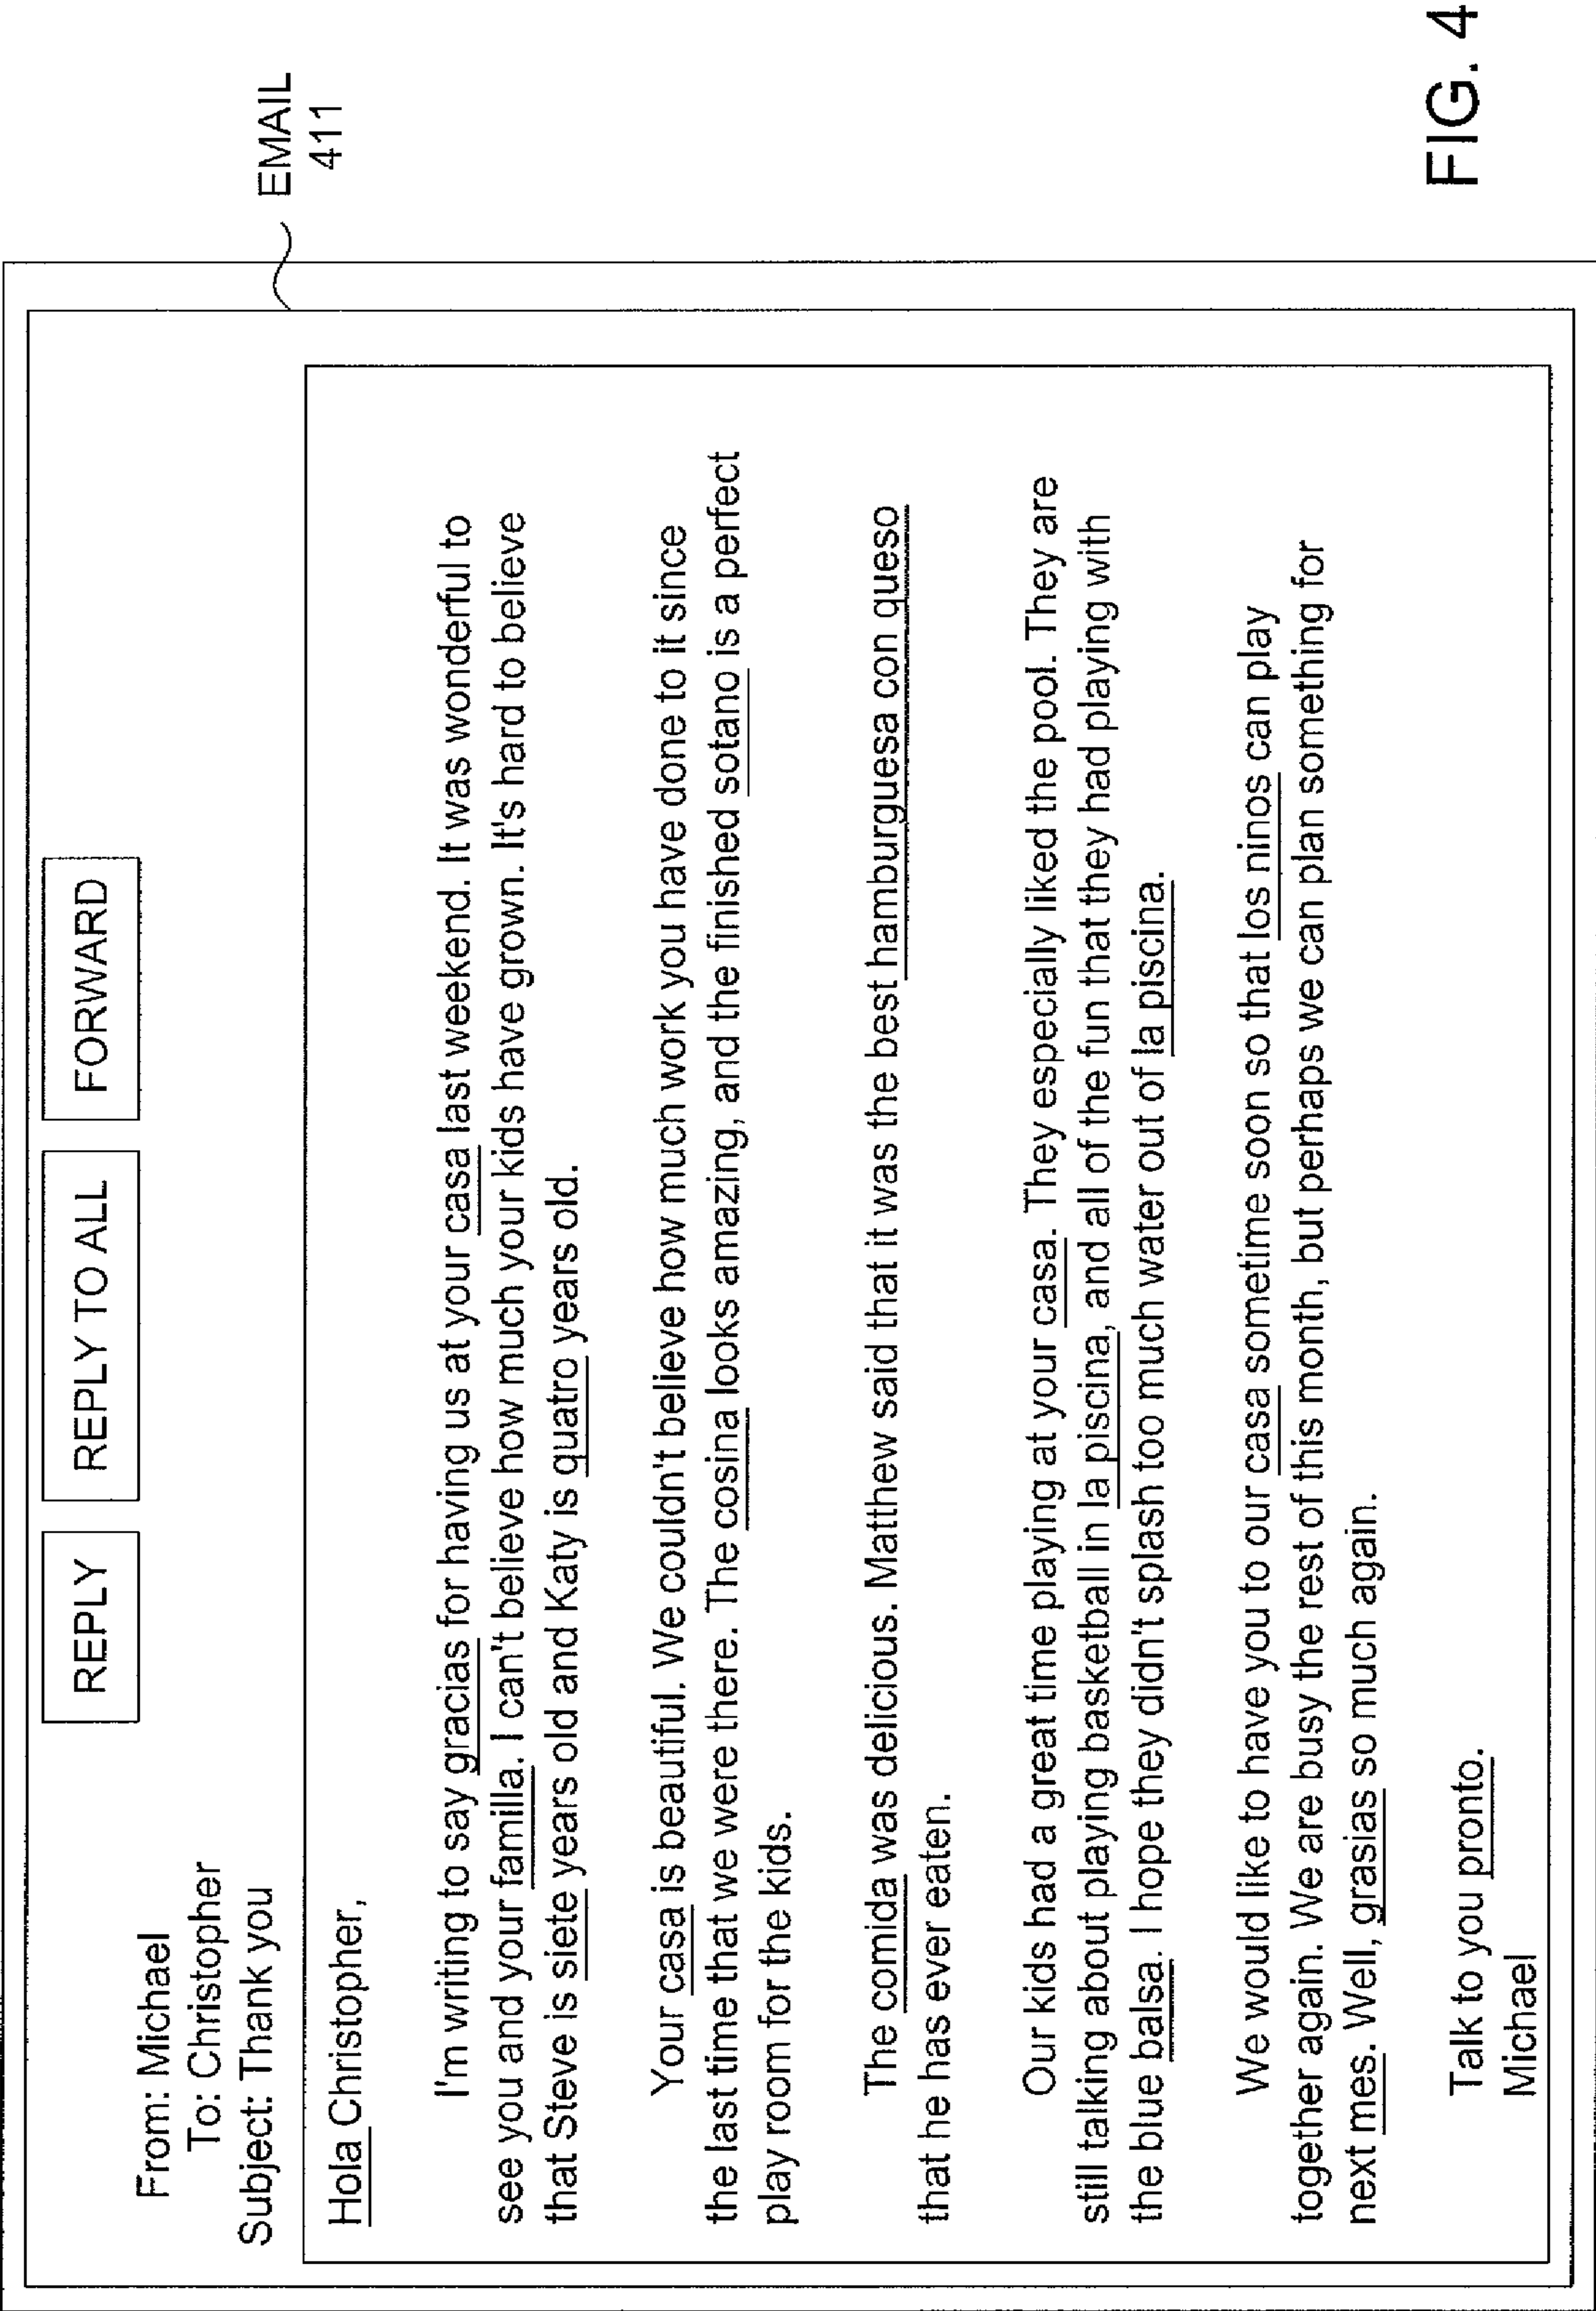 REPLY REPLY TO ALL FORWARD
From: Michael
To: Christopher
Subject: Thank you
EMAIL
411
Hola Christopher,
I'm writing to say gracias for having us at your casa last weekend. It was wonderful to
see you and your familla. I can't believe how much your kids have grown. It's hard to believe
that Steve is siete years old and Katy is quatro years old.
Your casa is beautiful. We couldn't believe how much work you have done to it since
the last time that we were there. The cosina looks amazing, and the finished sotano is a perfect
play room for the kids.
The comida was delicious. Matthew said that it was the best hamburguesa con queso
that he has ever eaten.
Our kids had a great time playing at your casa. They especially liked the pool. They are
still talking about playing basketball in la piscina, and all of the fun that they had playing with
the blue balsa. I hope they didn't splash too much water out of la piscina.
We would like to have you to our casa sometime soon so that los ninos can play
together again. We are busy the rest of this month, but perhaps we can plan something for
next mes. Well, grasias so much again.
Talk to you pronto.
Michael
FIG. 4